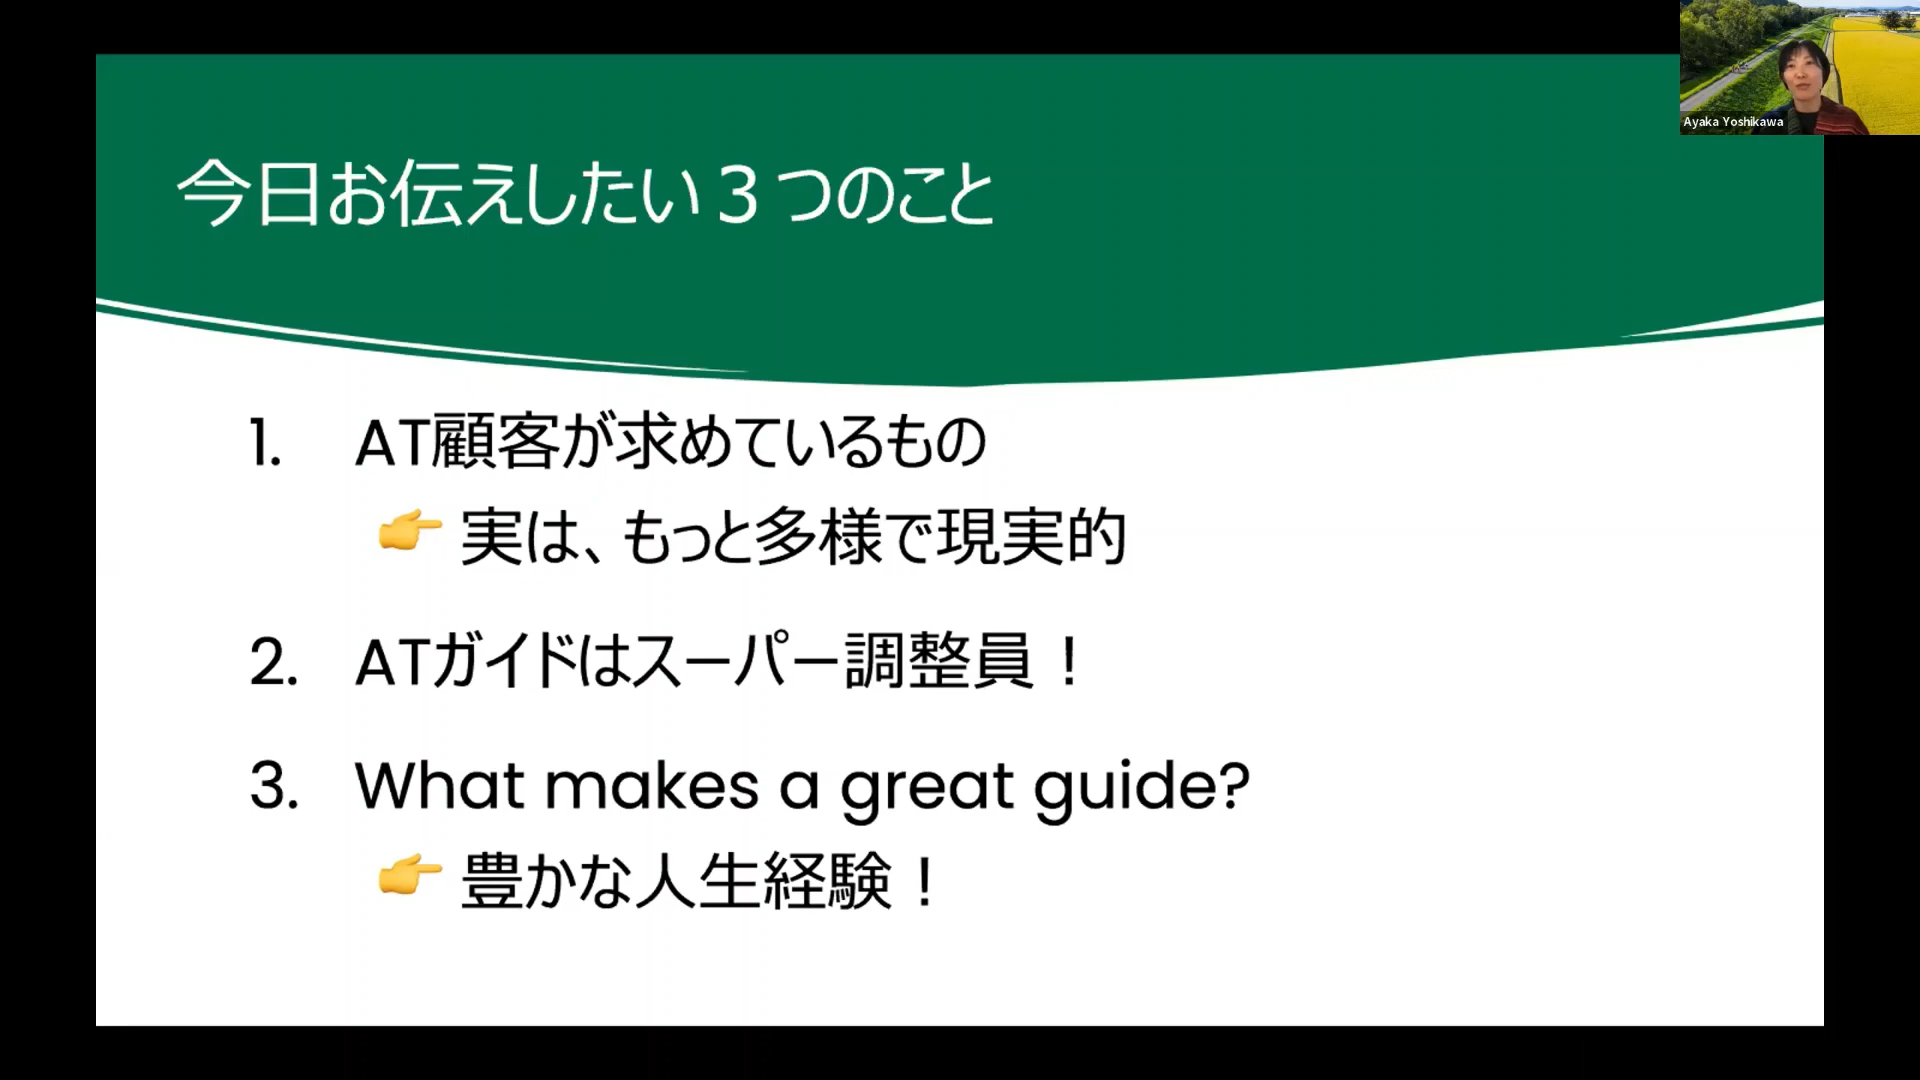 Ayaka Yoshikawa
今日お伝えしたい３つのこと
1. AT顧客が求めているもの
👉 実は、もっと多様で現実的
2. ATガイドはスーパー調整員！
3. What makes a great guide?
👉 豊かな人生経験！